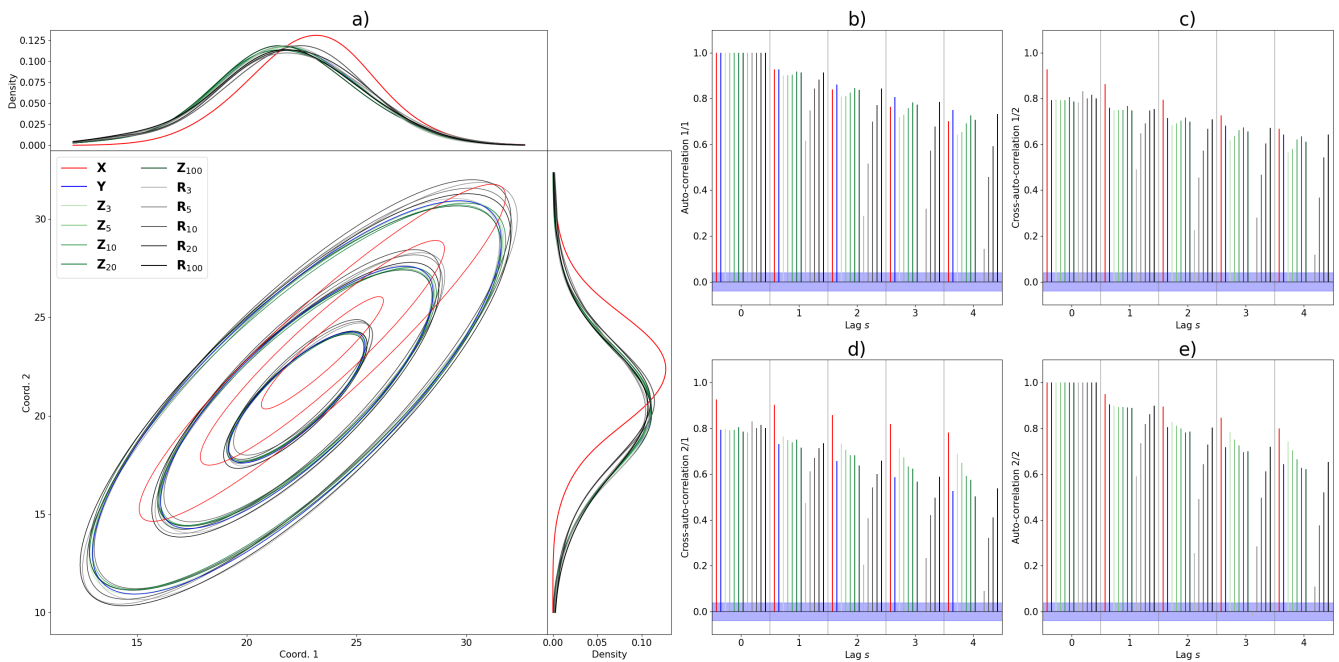 a)
0.125
0.100
0.075
0.050
0.025
0.000
Density
X
Y
Z3
Z5
Z10
Z20
Z100
R3
R5
R10
R20
R100
30
25
20
15
10
Coord. 2
15 20 25 30
Coord. 1
0.00 0.05 0.10
Density
b)
1.0
0.8
0.6
0.4
0.2
0.0
Auto-correlation 1/1
0 1 2 3 4
Lag s
c)
1.0
0.8
0.6
0.4
0.2
0.0
Cross-auto-correlation 1/2
0 1 2 3 4
Lag s
d)
1.0
0.8
0.6
0.4
0.2
0.0
Cross-auto-correlation 2/1
0 1 2 3 4
Lag s
e)
1.0
0.8
0.6
0.4
0.2
0.0
Auto-correlation 2/2
0 1 2 3 4
Lag s